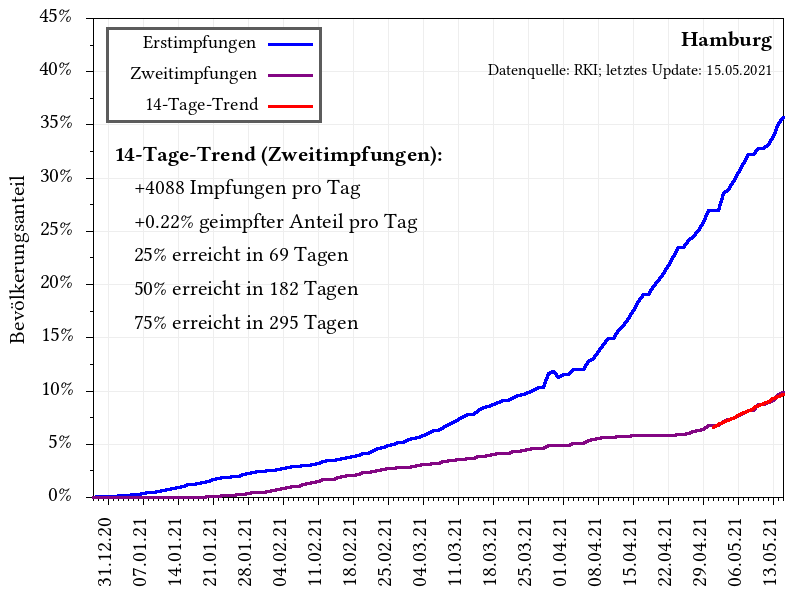 45%
40%
35%
30%
25%
20%
15%
10%
5%
0%
Bevölkerungsanteil
Erstimpfungen
Zweitimpfungen
14-Tage-Trend
Hamburg
Datenquelle: RKI; letztes Update: 15.05.2021
14-Tage-Trend (Zweitimpfungen):
+4088 Impfungen pro Tag
+0.22% geimpfter Anteil pro Tag
25% erreicht in 69 Tagen
50% erreicht in 182 Tagen
75% erreicht in 295 Tagen
31.12.20
07.01.21
14.01.21
21.01.21
28.01.21
04.02.21
11.02.21
18.02.21
25.02.21
04.03.21
11.03.21
18.03.21
25.03.21
01.04.21
08.04.21
15.04.21
22.04.21
29.04.21
06.05.21
13.05.21